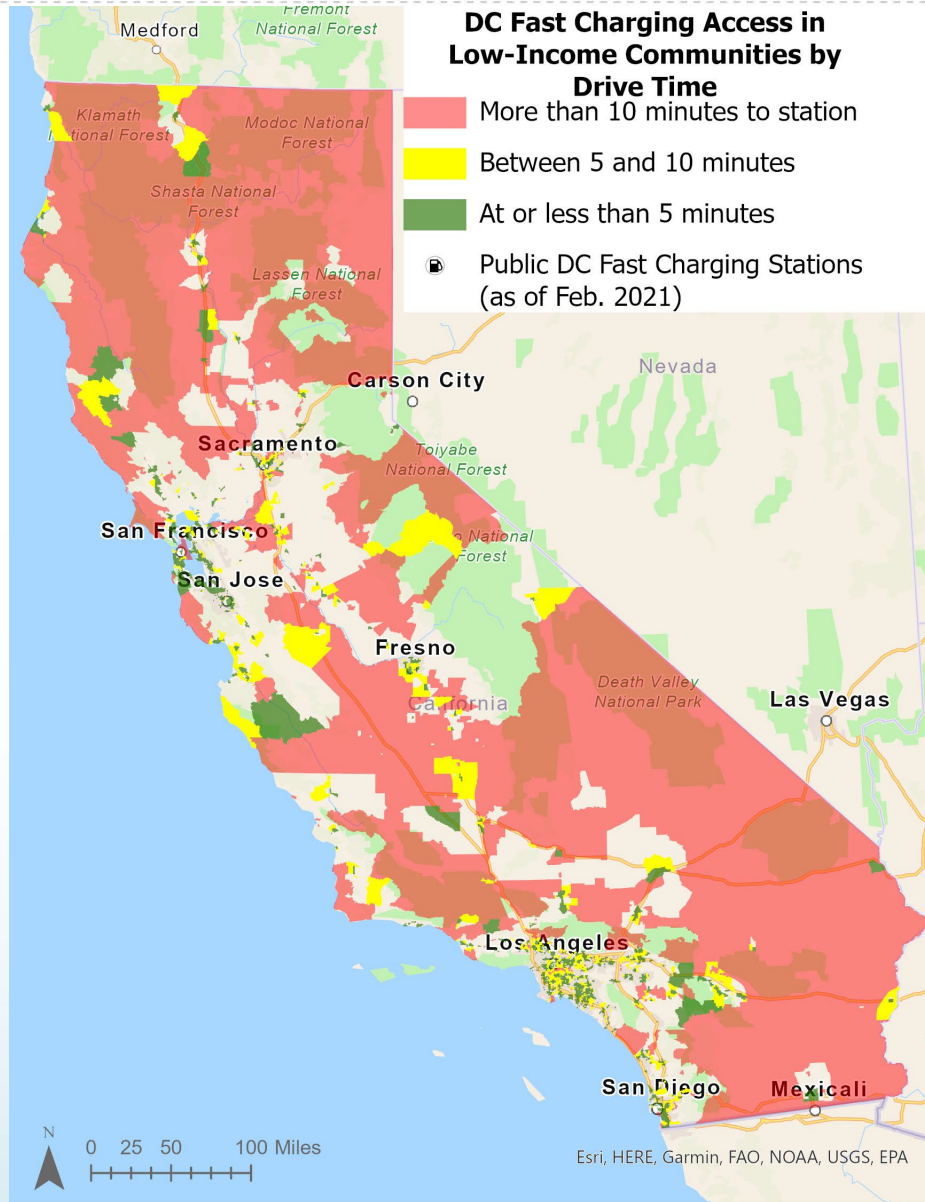 DC Fast Charging Access in
Low-Income Communities by
Drive Time
More than 10 minutes to station
Between 5 and 10 minutes
At or less than 5 minutes
Public DC Fast Charging Stations
(as of Feb. 2021)
Fremont
National Forest
Medford
Klamath
National Forest
Modoc National
Forest
Shasta National
Forest
Lassen National
Forest
Nevada
Carson City
Sacramento
Toiyabe
National Forest
o National
Forest
San Francisco
San Jose
Fresno
California
Death Valley
National Park
Las Vegas
Los Angeles
San Diego
Mexicali
N
0 25 50 100 Miles
Esri, HERE, Garmin, FAO, NOAA, USGS, EPA